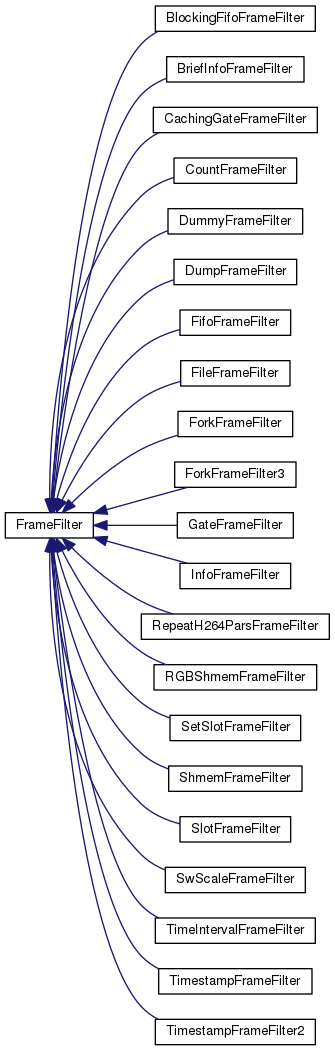 BlockingFifoFrameFilter
BriefInfoFrameFilter
CachingGateFrameFilter
CountFrameFilter
DummyFrameFilter
DumpFrameFilter
FifoFrameFilter
FileFrameFilter
ForkFrameFilter
ForkFrameFilter3
FrameFilter
GateFrameFilter
InfoFrameFilter
RepeatH264ParsFrameFilter
RGBShmemFrameFilter
SetSlotFrameFilter
ShmemFrameFilter
SlotFrameFilter
SwScaleFrameFilter
TimeIntervalFrameFilter
TimestampFrameFilter
TimestampFrameFilter2